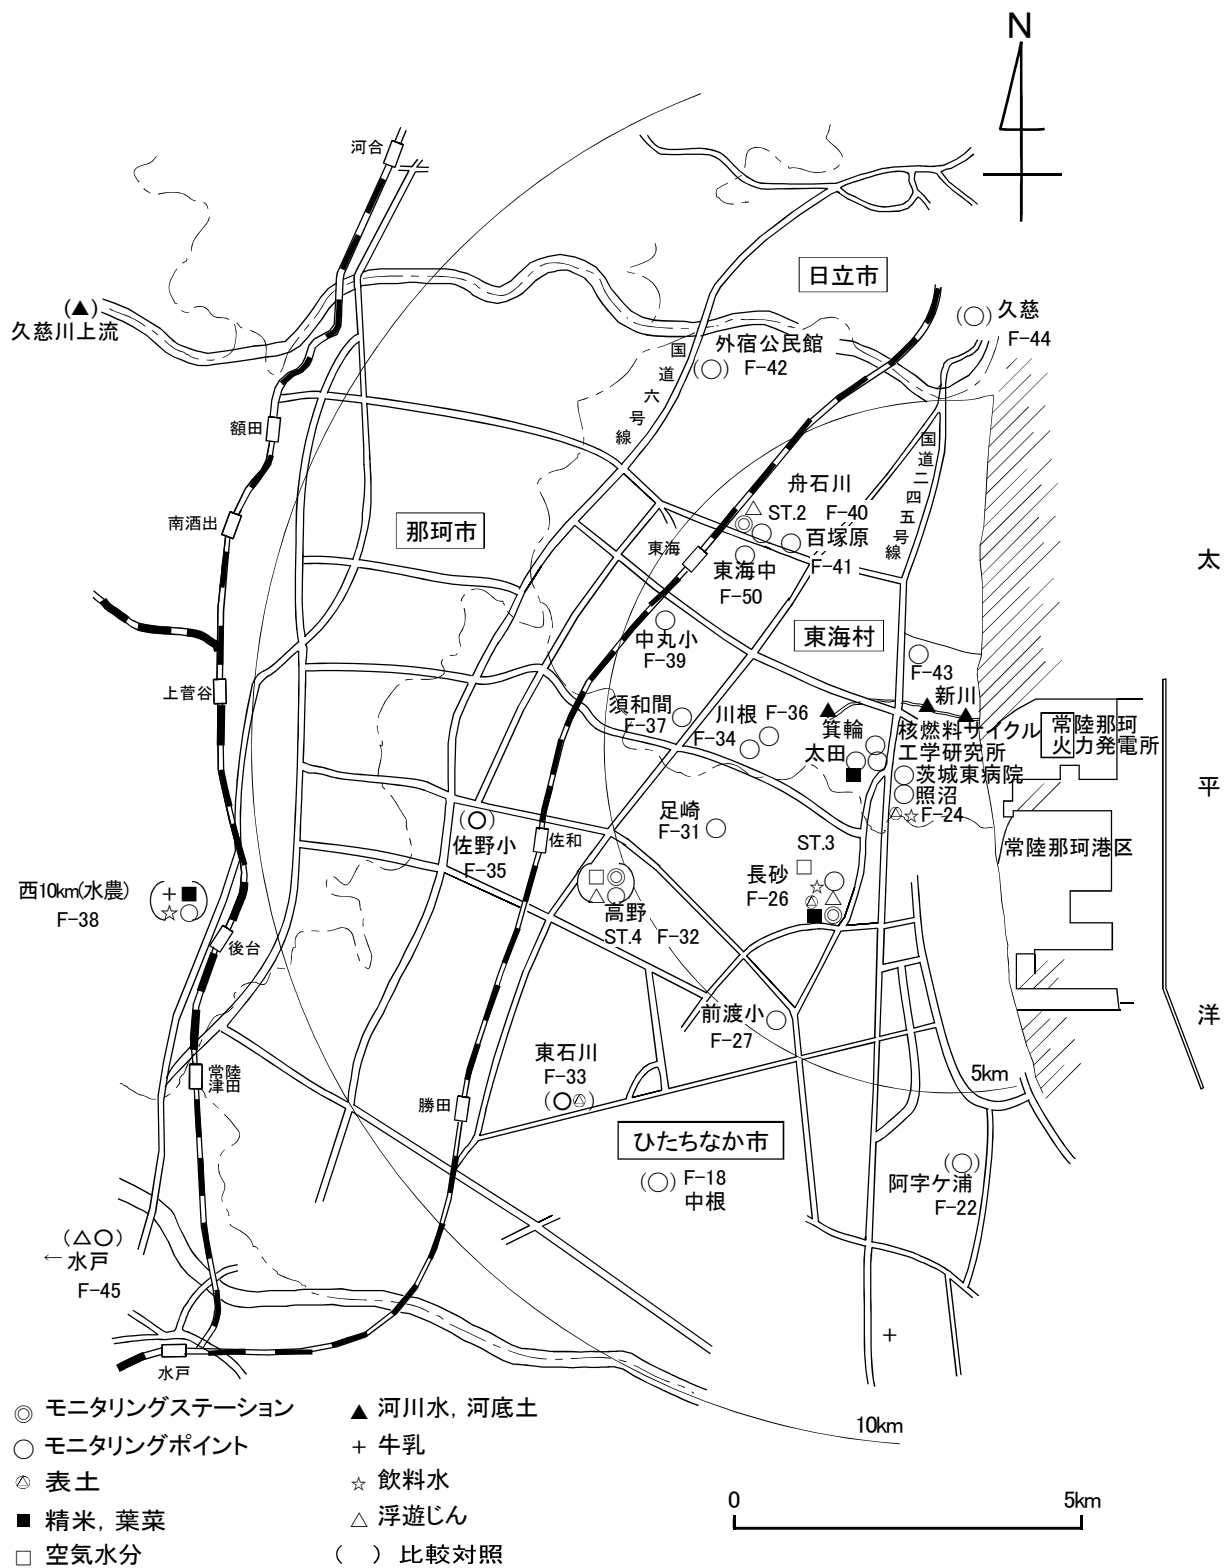 N
河合
日立市
(▲)
久慈川上流
久慈
F-44
外宿公民館
F-42
国道六号線
額田
国道二四五号線
舟石川
ST.2 F-40
百塚原
F-41
南酒出
那珂市
東海
東海中
F-50
太平洋
中丸小
F-39
東海村
F-43
上菅谷
新川
須和間
F-37
川根 F-36
F-34
箕輪
太田
核燃料サイクル
工学研究所
常陸那珂
火力発電所
茨城東病院
照沼
F-24
足崎
F-31
佐野小
F-35
佐和
ST.3
常陸那珂港区
長砂
F-26
西10km(水農)
F-38
高野
ST.4 F-32
後台
前渡小
F-27
東石川
F-33
5km
常陸
津田
勝田
ひたちなか市
F-18
中根
阿字ケ浦
F-22
(△○)
←水戸
F-45
水戸
10km
◎ モニタリングステーション
○ モニタリングポイント
表土
■ 精米, 葉菜
□ 空気水分
▲ 河川水, 河底土
+ 牛乳
☆ 飲料水
△ 浮遊じん
( ) 比較対照
0 5km